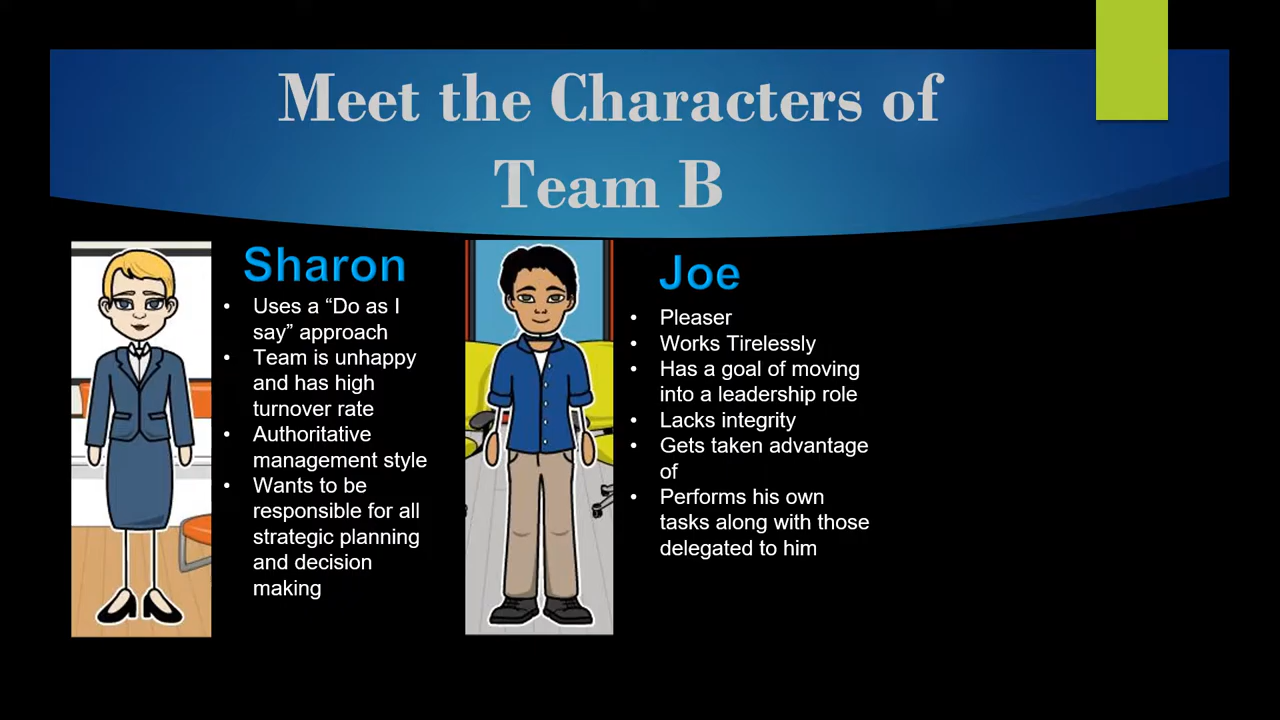 Meet the Characters of
Team B
Sharon
• Uses a “Do as I
say” approach
• Team is unhappy
and has high
turnover rate
• Authoritative
management style
• Wants to be
responsible for all
strategic planning
and decision
making
Joe
• Pleaser
• Works Tirelessly
• Has a goal of moving
into a leadership role
• Lacks integrity
• Gets taken advantage
of
• Performs his own
tasks along with those
delegated to him